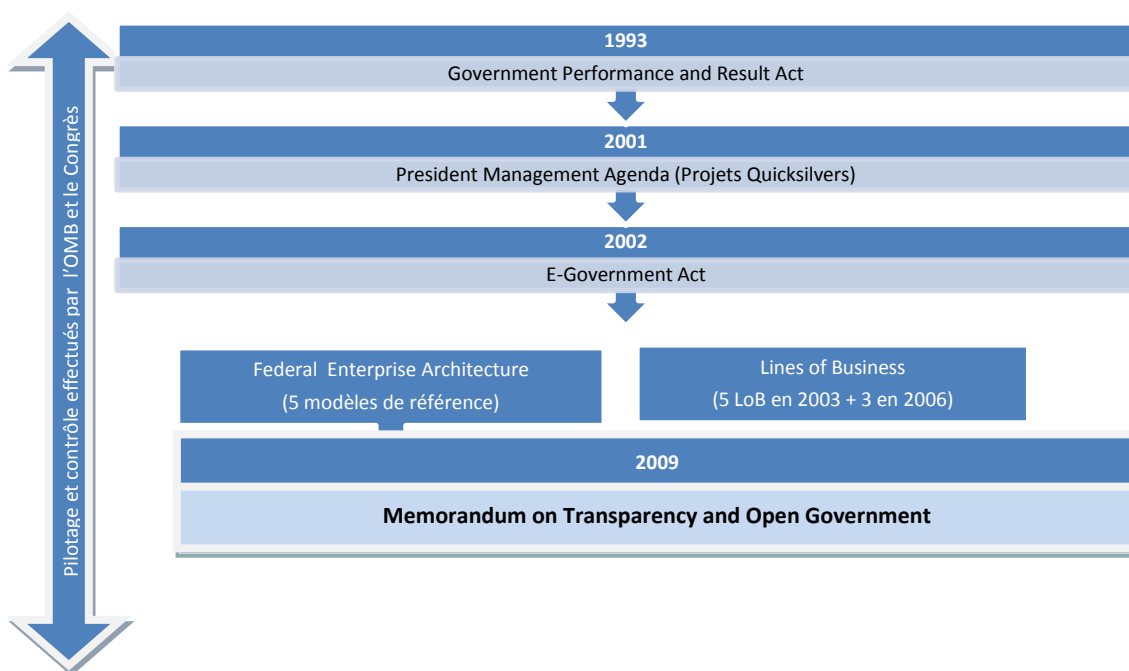 Pilotage et contrôle effectués par l'OMB et le Congrès
1993
Government Performance and Result Act
2001
President Management Agenda (Projets Quicksilvers)
2002
E-Government Act
Federal Enterprise Architecture
(5 modèles de référence)
Lines of Business
(5 LoB en 2003 + 3 en 2006)
2009
Memorandum on Transparency and Open Government